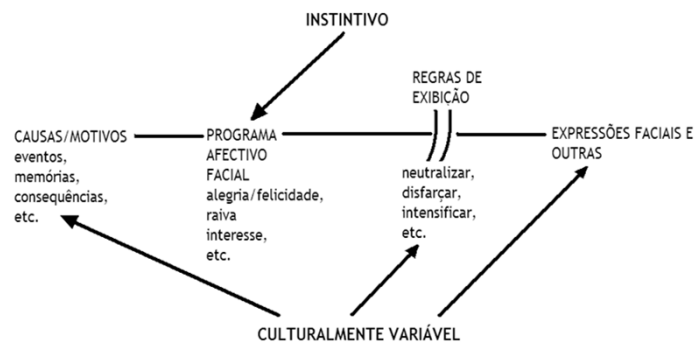 INSTINTIVO
REGRAS DE
EXIBIÇÃO
CAUSAS/MOTIVOS
eventos,
memórias,
consequências,
etc.
PROGRAMA
AFECTIVO
FACIAL
alegria/felicidade,
raiva
interesse,
etc.
neutralizar,
disfarçar,
intensificar,
etc.
EXPRESSÕES FACIAIS E
OUTRAS
CULTURALMENTE VARIÁVEL